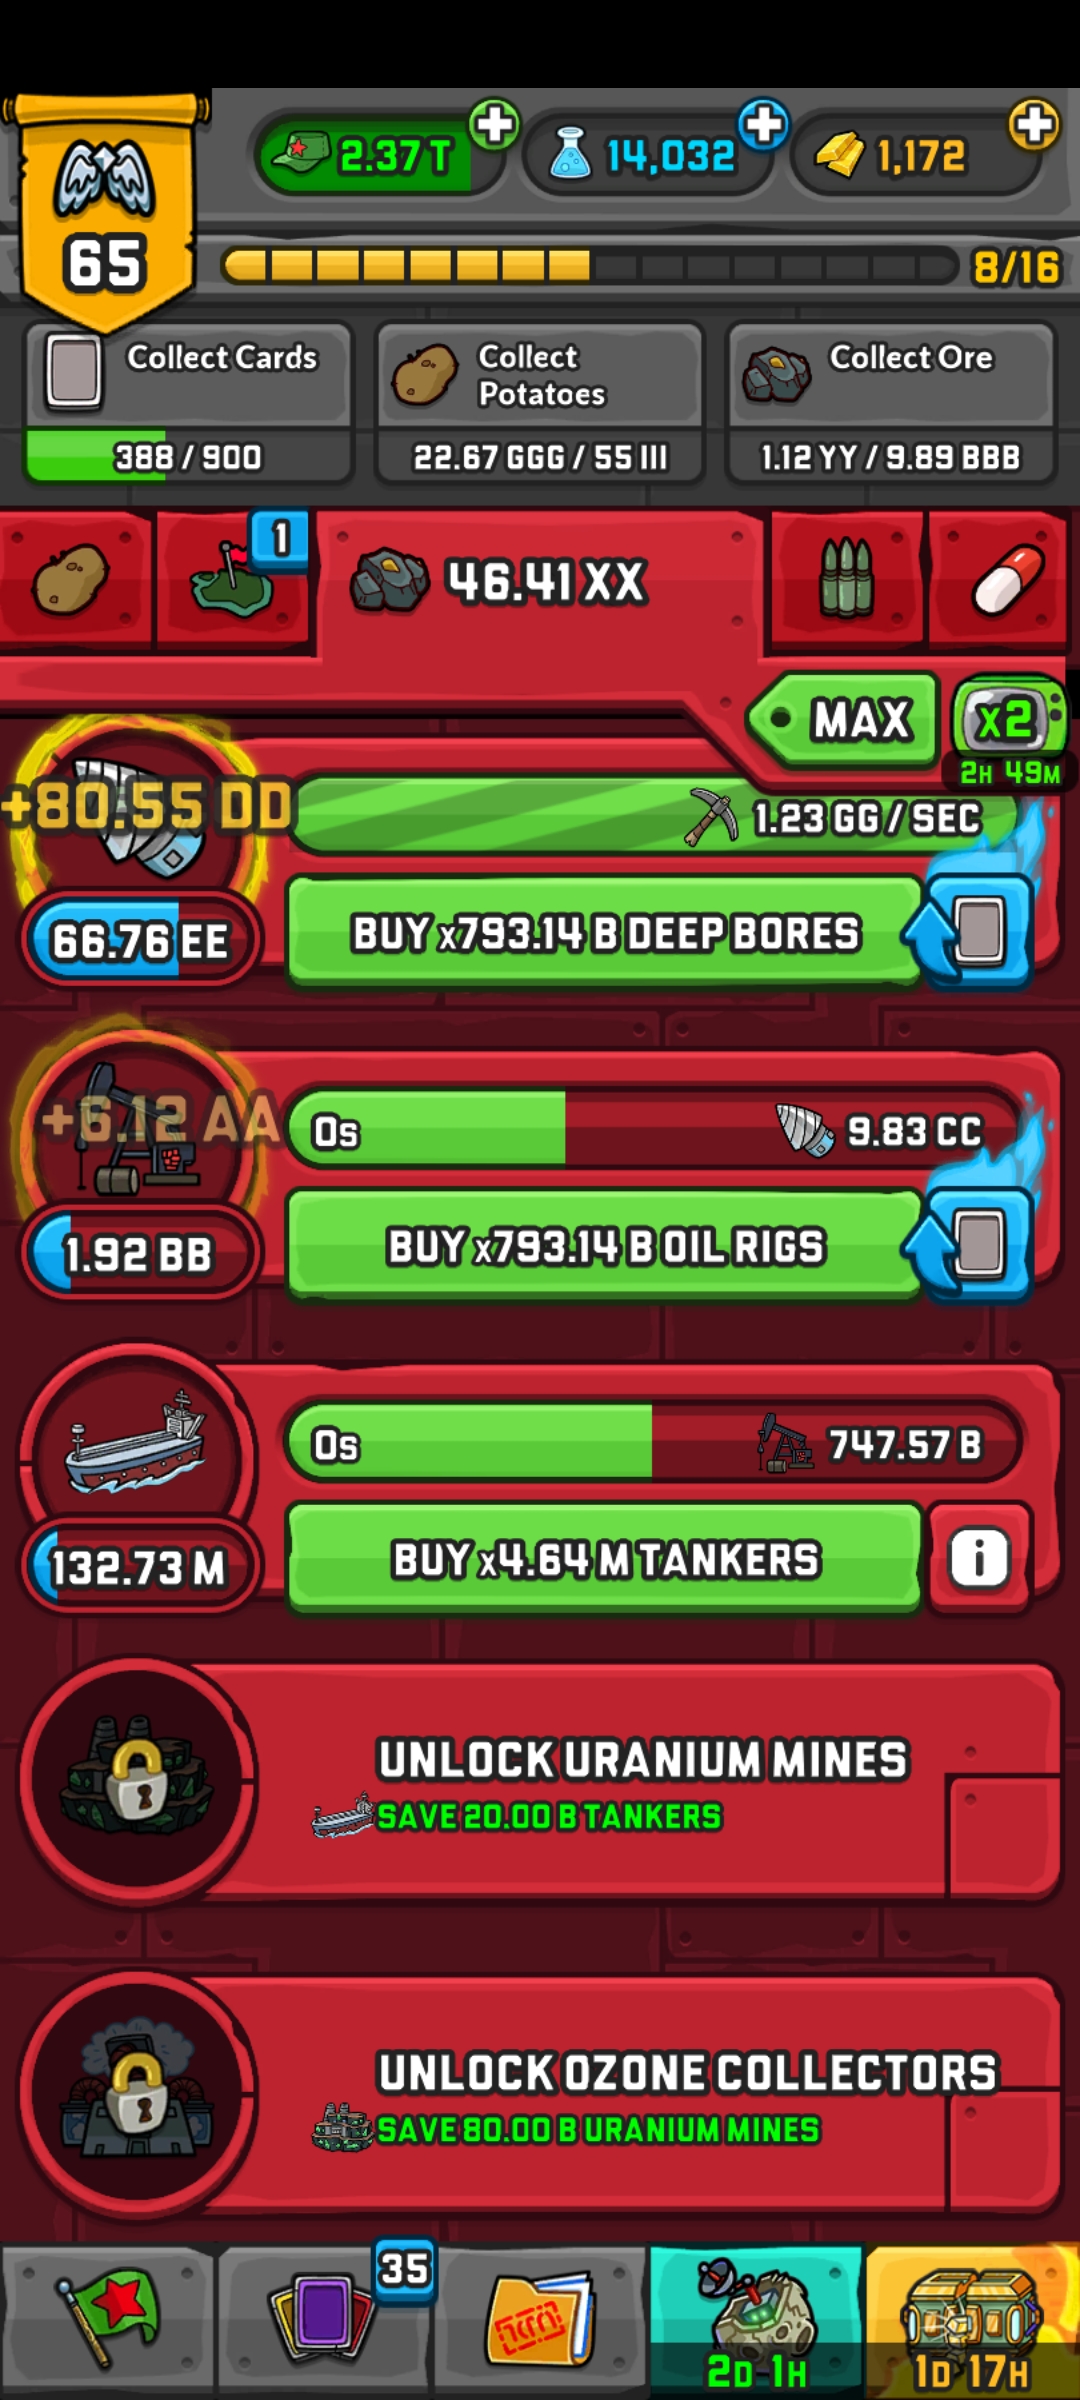 2.37 T
14,032
1,172
65
8/16
Collect Cards
388 / 900
Collect
Potatoes
22.67 GGG / 55 III
Collect Ore
1.12 YY / 9.89 BBB
1
46.41 XX
MAX
x2
2H 49M
+80.55 DD
1.23 GG / SEC
66.76 EE
BUY x793.14 B DEEP BORES
+6.12 AA
0s
9.83 CC
1.92 BB
BUY x793.14 B OIL RIGS
0s
747.57 B
132.73 M
BUY x4.64 M TANKERS
i
UNLOCK URANIUM MINES
SAVE 20.00 B TANKERS
UNLOCK OZONE COLLECTORS
SAVE 80.00 B URANIUM MINES
35
2D 1H
1D 17H